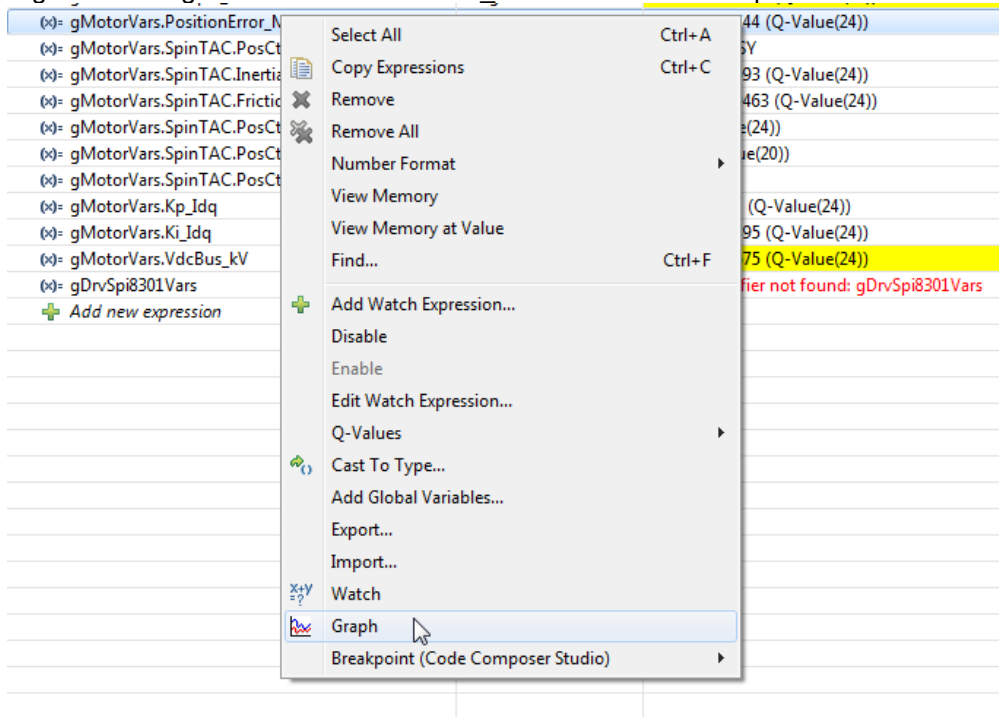 (x)= gMotorVars.PositionError_ 44 (Q-Value(24))
(x)= gMotorVars.SpinTAC.PosCt SY
(x)= gMotorVars.SpinTAC.Inertia 93 (Q-Value(24))
(x)= gMotorVars.SpinTAC.Frictio 463 (Q-Value(24))
(x)= gMotorVars.SpinTAC.PosCt e(24))
(x)= gMotorVars.SpinTAC.PosCt ue(20))
(x)= gMotorVars.SpinTAC.PosCt
(x)= gMotorVars.Kp_Idq (Q-Value(24))
(x)= gMotorVars.Ki_Idq 95 (Q-Value(24))
(x)= gMotorVars.VdcBus_kV 75 (Q-Value(24))
(x)= gDrvSpi8301Vars fier not found: gDrvSpi8301Vars
Add new expression
Select All Ctrl+A
Copy Expressions Ctrl+C
Remove
Remove All
Number Format
View Memory
View Memory at Value
Find... Ctrl+F
Add Watch Expression...
Disable
Enable
Edit Watch Expression...
Q-Values
Cast To Type...
Add Global Variables...
Export...
Import...
x+y=? Watch
Graph
Breakpoint (Code Composer Studio)